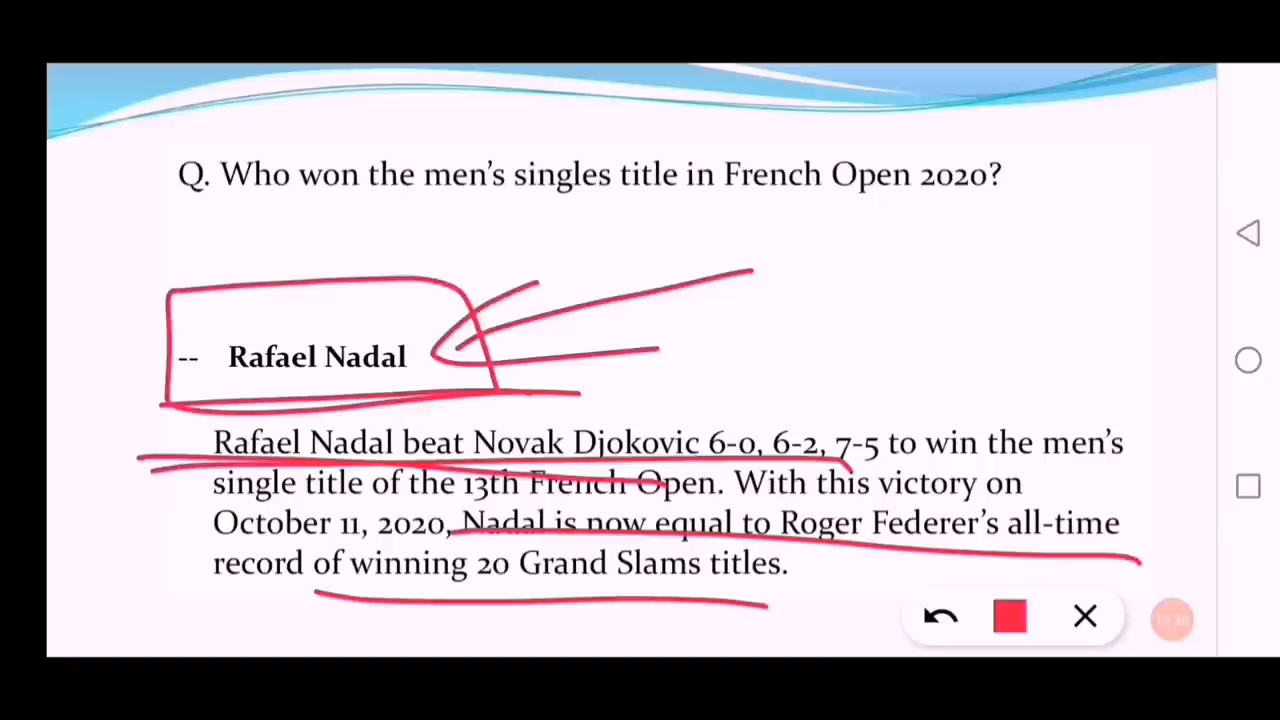 Q. Who won the men's singles title in French Open 2020?
-- Rafael Nadal
Rafael Nadal beat Novak Djokovic 6-0, 6-2, 7-5 to win the men's
single title of the 13th French Open. With this victory on
October 11, 2020, Nadal is now equal to Roger Federer's all-time
record of winning 20 Grand Slams titles.